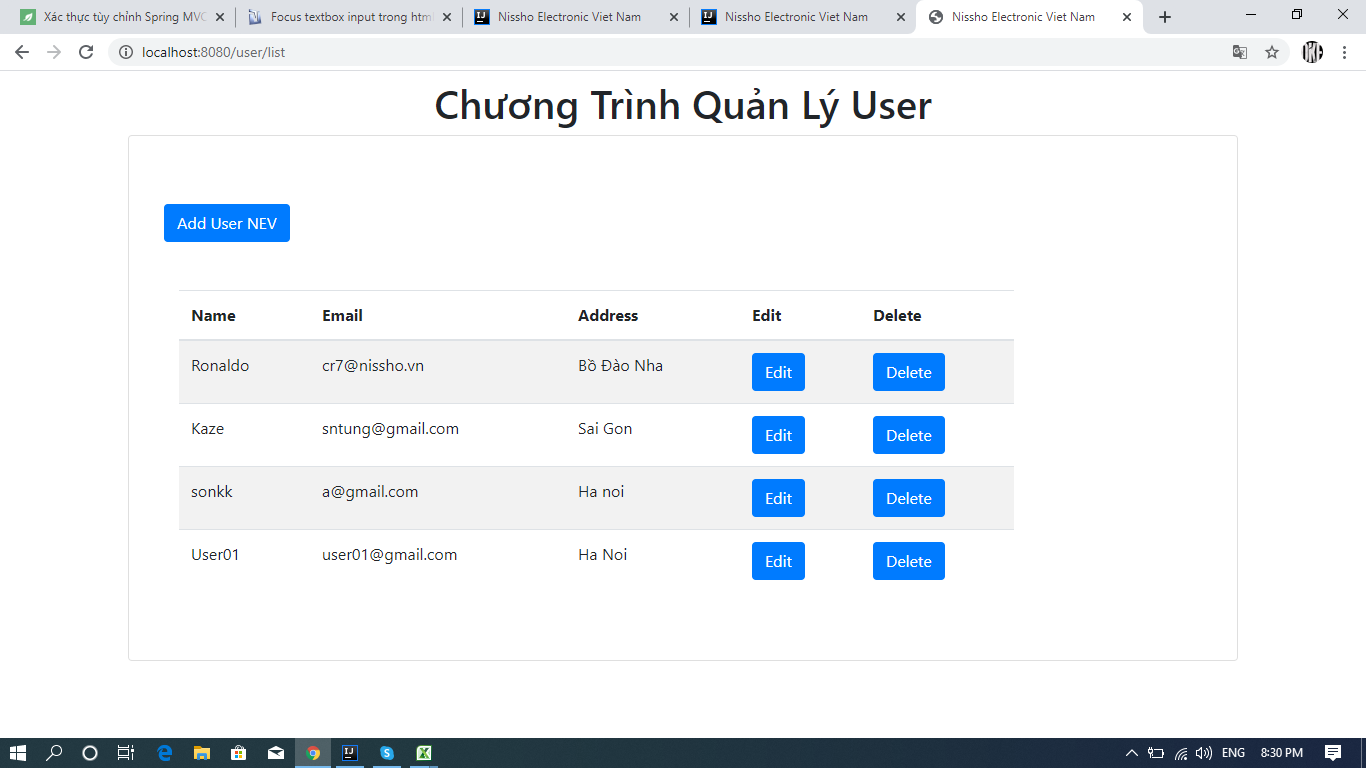 Xác thực tùy chỉnh Spring MVC
Focus textbox input trong html
Nissho Electronic Viet Nam
Nissho Electronic Viet Nam
Nissho Electronic Viet Nam
localhost:8080/user/list
Chương Trình Quản Lý User
Add User NEV
Name Email Address Edit Delete
Ronaldo cr7@nissho.vn Bồ Đào Nha Edit Delete
Kaze sntung@gmail.com Sai Gon Edit Delete
sonkk a@gmail.com Ha noi Edit Delete
User01 user01@gmail.com Ha Noi Edit Delete
ENG 8:30 PM